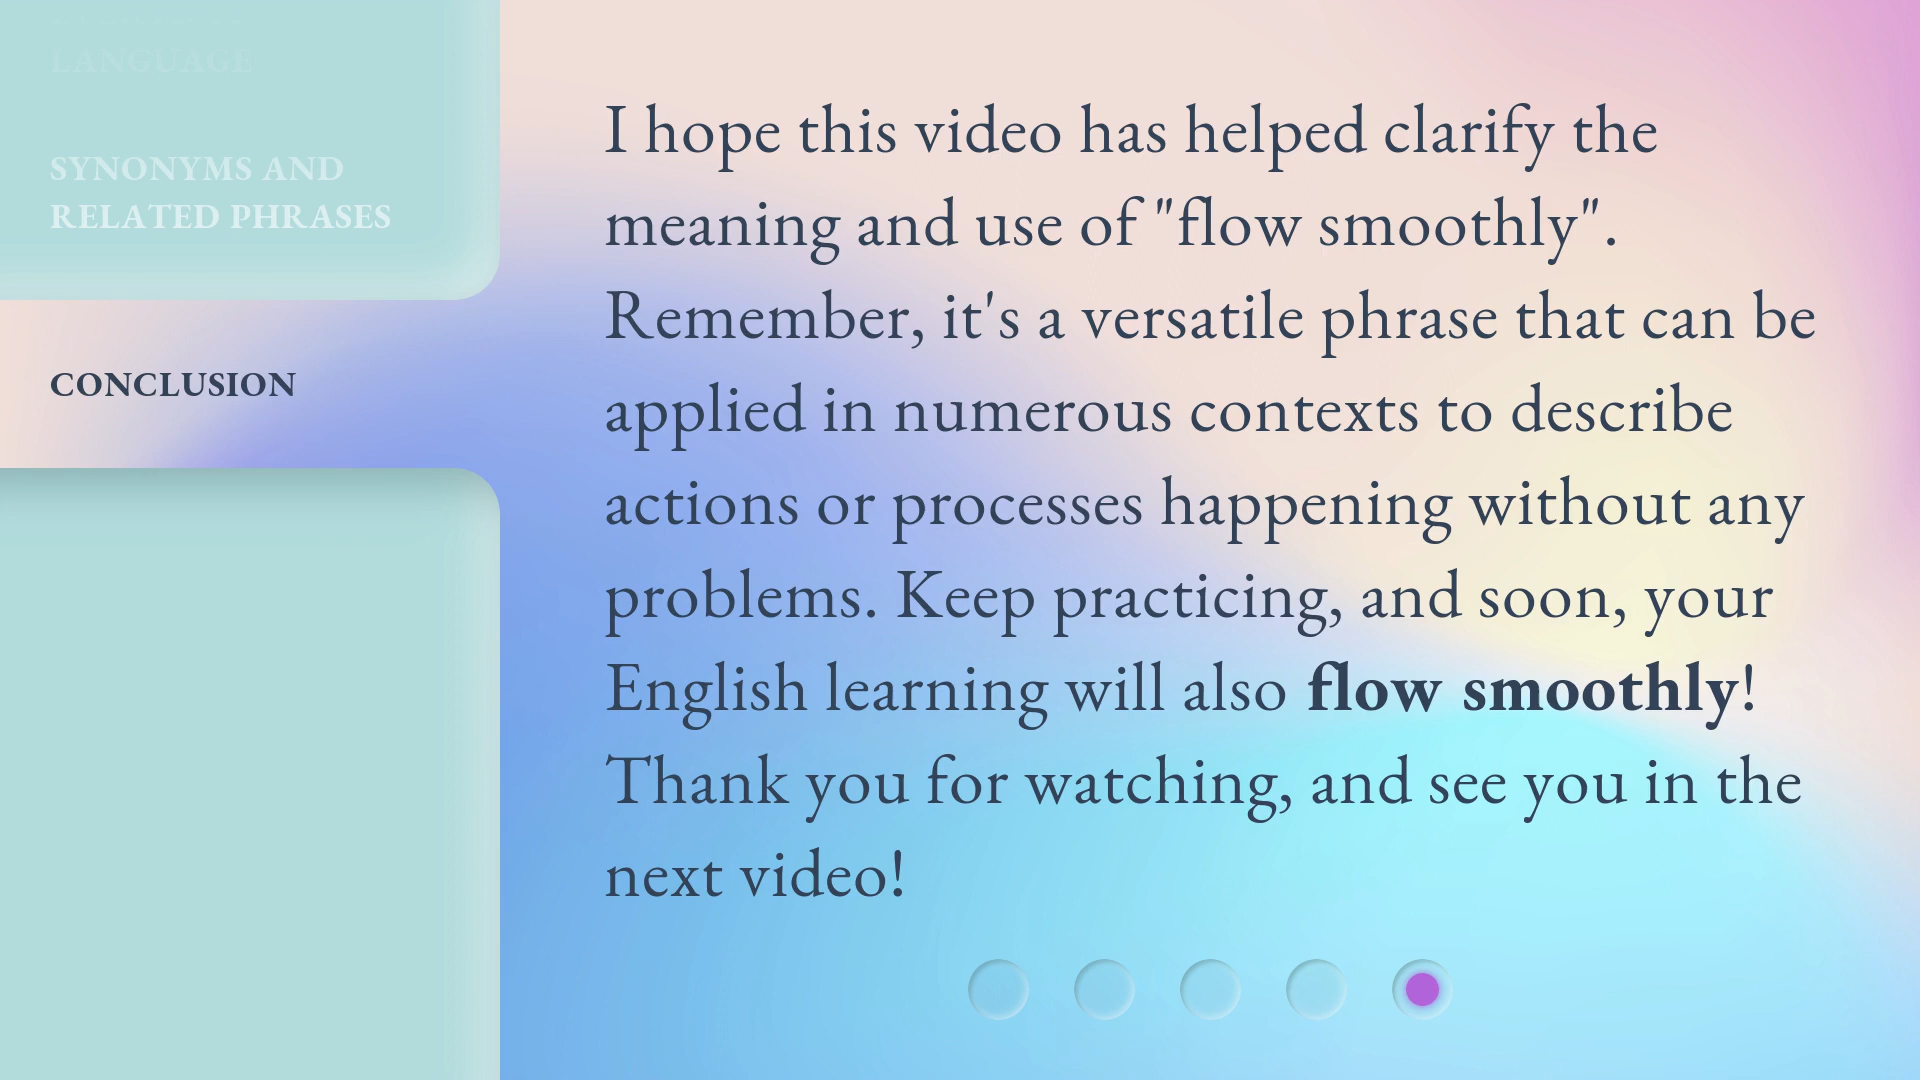 LANGUAGE
SYNONYMS AND
RELATED PHRASES
CONCLUSION
I hope this video has helped clarify the
meaning and use of "flow smoothly".
Remember, it's a versatile phrase that can be
applied in numerous contexts to describe
actions or processes happening without any
problems. Keep practicing, and soon, your
English learning will also flow smoothly!
Thank you for watching, and see you in the
next video!